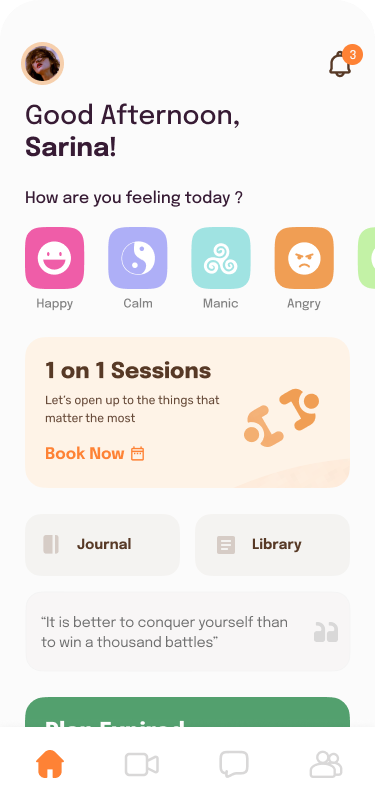 3
Good Afternoon,
Sarina!
How are you feeling today ?
Happy
Calm
Manic
Angry
1 on 1 Sessions
Let's open up to the things that
matter the most
Book Now
Journal
Library
“It is better to conquer yourself than
to win a thousand battles”
Plan Expired